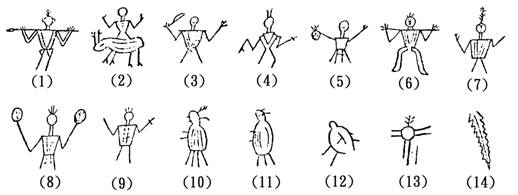 (1) (2) (3) (4) (5) (6) (7)
(8) (9) (10) (11) (12) (13) (14)